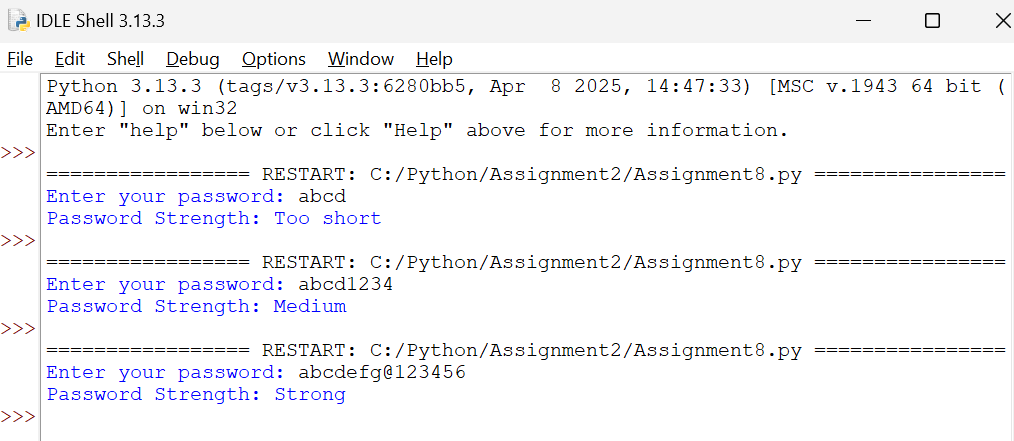 IDLE Shell 3.13.3
File Edit Shell Debug Options Window Help
Python 3.13.3 (tags/v3.13.3:6280bb5, Apr  8 2025, 14:47:33) [MSC v.1943 64 bit (
AMD64)] on win32
Enter "help" below or click "Help" above for more information.
>>>
================= RESTART: C:/Python/Assignment2/Assignment8.py ================
Enter your password: abcd
Password Strength: Too short
>>>
================= RESTART: C:/Python/Assignment2/Assignment8.py ================
Enter your password: abcd1234
Password Strength: Medium
>>>
================= RESTART: C:/Python/Assignment2/Assignment8.py ================
Enter your password: abcdefg@123456
Password Strength: Strong
>>>